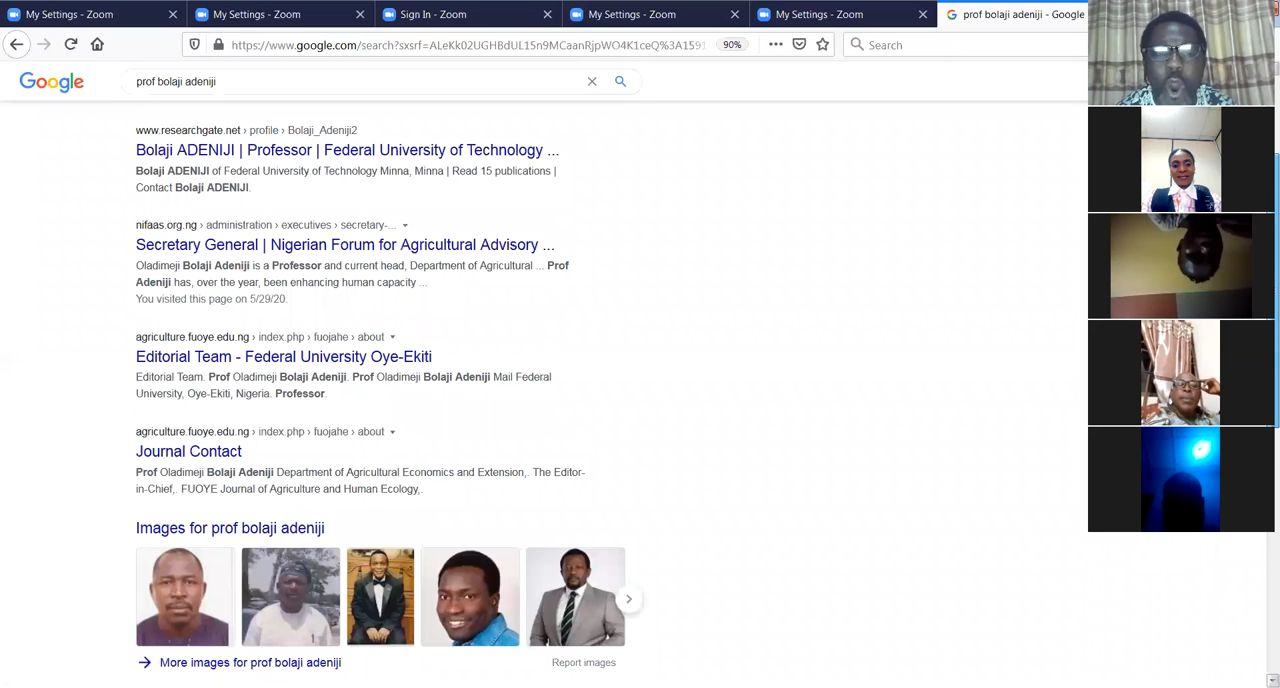 My Settings - Zoom
My Settings - Zoom
Sign In - Zoom
My Settings - Zoom
My Settings - Zoom
prof bolaji adeniji - Google
https://www.google.com/search?sxsrf=ALeKk02UGHBdUL15n9MCaanRjpWO4K1ceQ%3A1591
90%
Search
Google
prof bolaji adeniji
www.researchgate.net › profile › Bolaji_Adeniji2
Bolaji ADENIJI | Professor | Federal University of Technology ...
Bolaji ADENIJI of Federal University of Technology Minna, Minna | Read 15 publications |
Contact Bolaji ADENIJI.
nifaas.org.ng › administration › executives › secretary-...
Secretary General | Nigerian Forum for Agricultural Advisory ...
Oladimeji Bolaji Adeniji is a Professor and current head, Department of Agricultural ... Prof
Adeniji has, over the year, been enhancing human capacity ...
You visited this page on 5/29/20.
agriculture.fuoye.edu.ng › index.php › fuojahe › about
Editorial Team - Federal University Oye-Ekiti
Editorial Team. Prof Oladimeji Bolaji Adeniji. Prof Oladimeji Bolaji Adeniji Mail Federal
University, Oye-Ekiti, Nigeria. Professor.
agriculture.fuoye.edu.ng › index.php › fuojahe › about
Journal Contact
Prof Oladimeji Bolaji Adeniji Department of Agricultural Economics and Extension,. The Editor-
in-Chief,. FUOYE Journal of Agriculture and Human Ecology,.
Images for prof bolaji adeniji
More images for prof bolaji adeniji
Report images